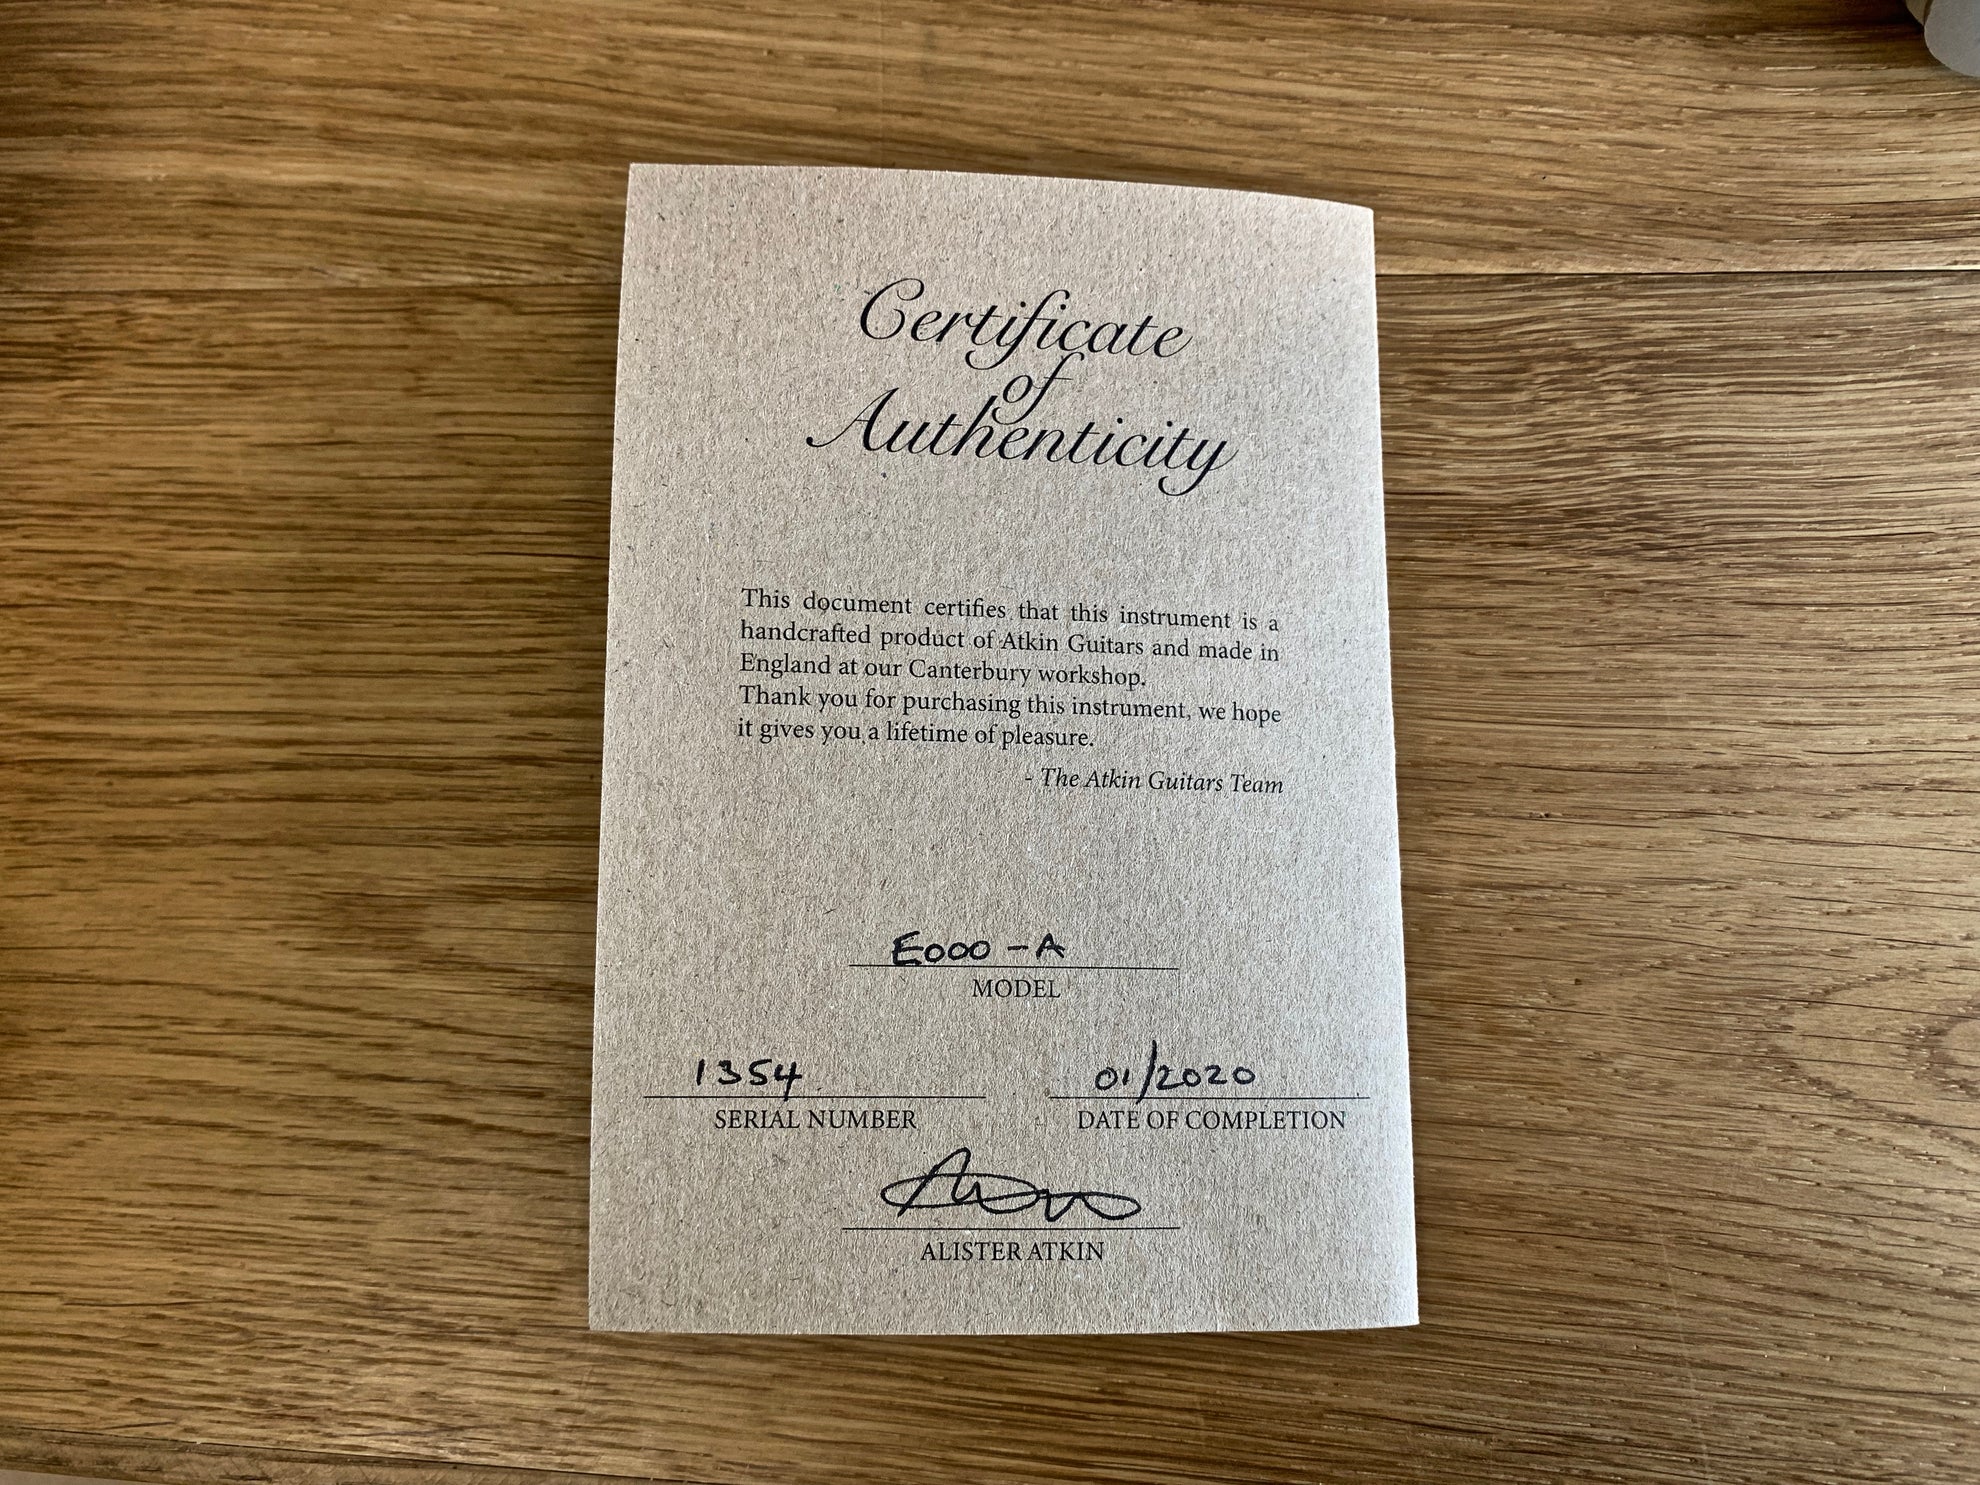 Certificate
of
Authenticity
This document certifies that this instrument is a
handcrafted product of Atkin Guitars and made in
England at our Canterbury workshop.
Thank you for purchasing this instrument, we hope
it gives you a lifetime of pleasure.
- The Atkin Guitars Team
E000 - A
MODEL
1354
SERIAL NUMBER
01/2020
DATE OF COMPLETION
ALISTER ATKIN